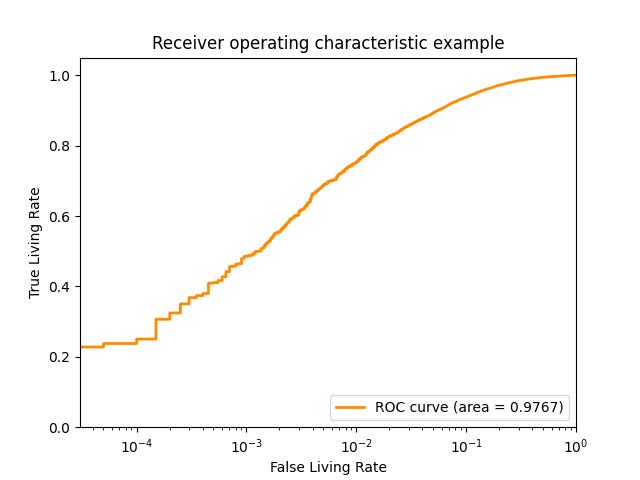 Receiver operating characteristic example
True Living Rate
1.0
0.8
0.6
0.4
0.2
0.0
ROC curve (area = 0.9767)
10⁻⁴
10⁻³
10⁻²
10⁻¹
10⁰
False Living Rate